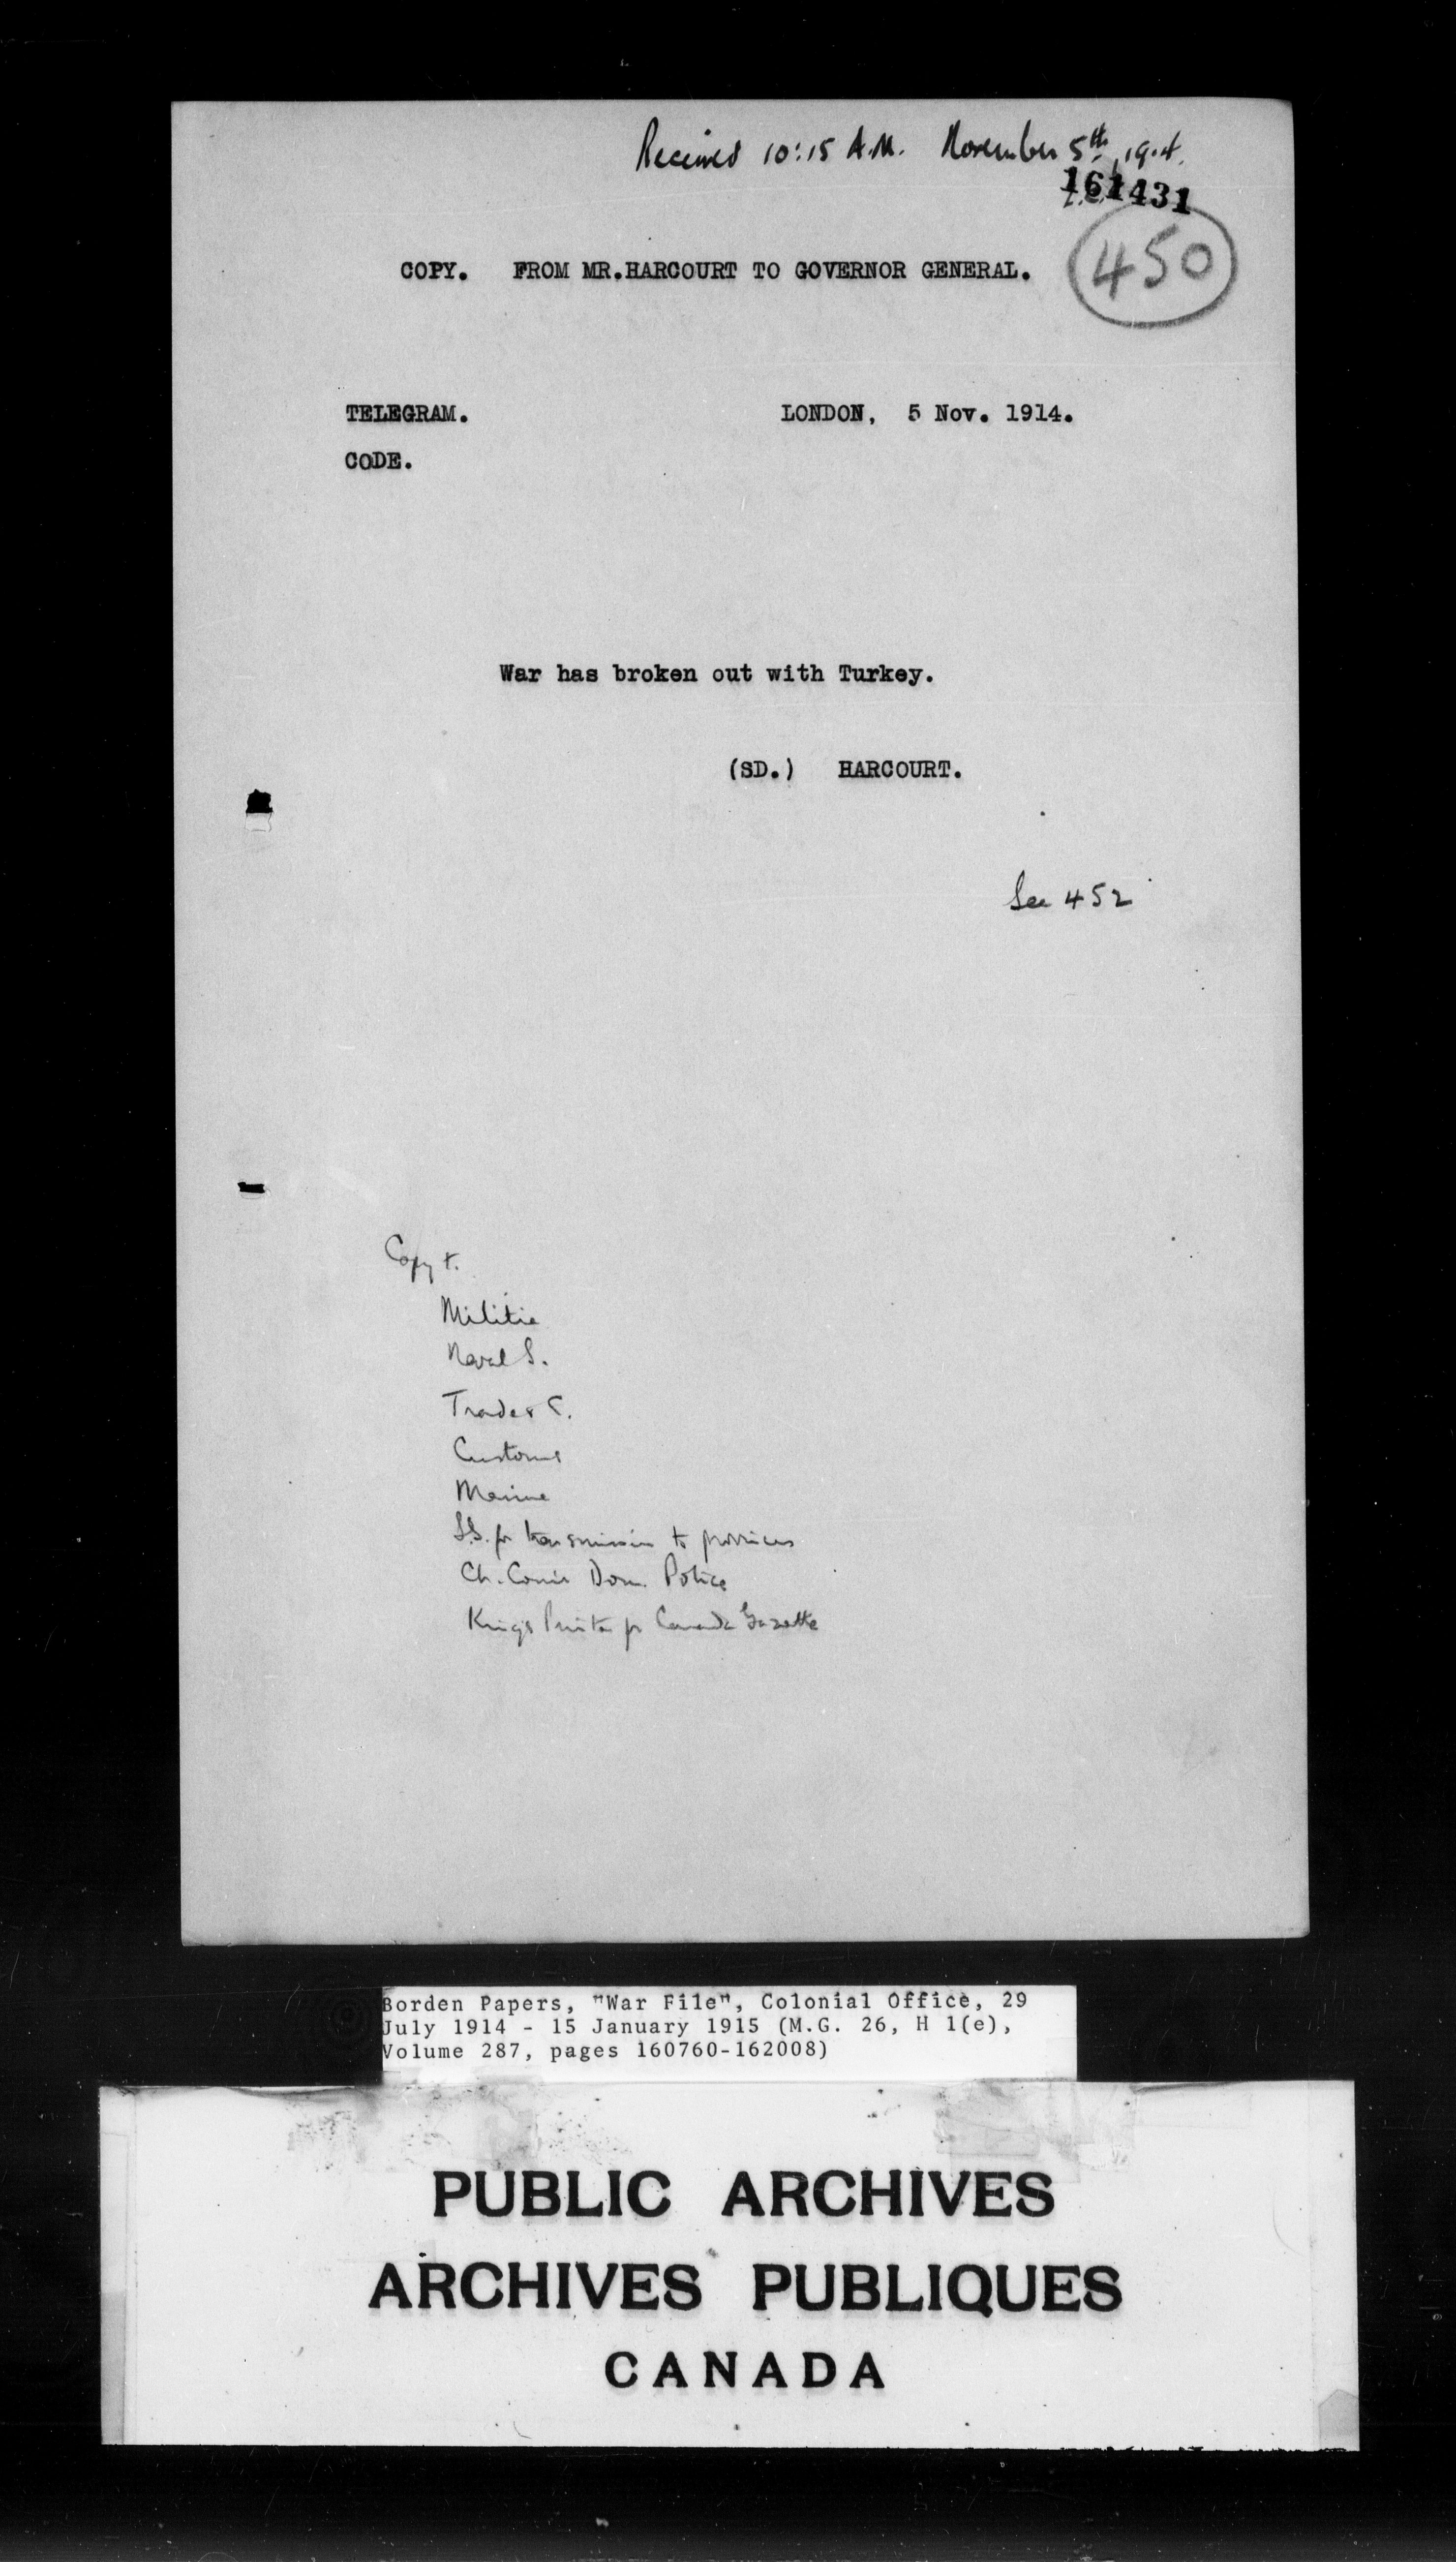 Received 10:15 A.M. November 5th, 1914.
161431
450
COPY. FROM MR.HARCOURT TO GOVERNOR GENERAL.
TELEGRAM. LONDON, 5 Nov. 1914.
CODE.
War has broken out with Turkey.
(SD.) HARCOURT.
See 452
Copy to
Militia
Naval S.
Trade & C.
Customs
Marine
S.S. for transmission to provinces
Ch. Comr Dom. Police
King's Printer for Canada Gazette
Borden Papers, "War File", Colonial Office, 29
July 1914 - 15 January 1915 (M.G. 26, H 1(e),
Volume 287, pages 160760-162008)
PUBLIC ARCHIVES
ARCHIVES PUBLIQUES
CANADA